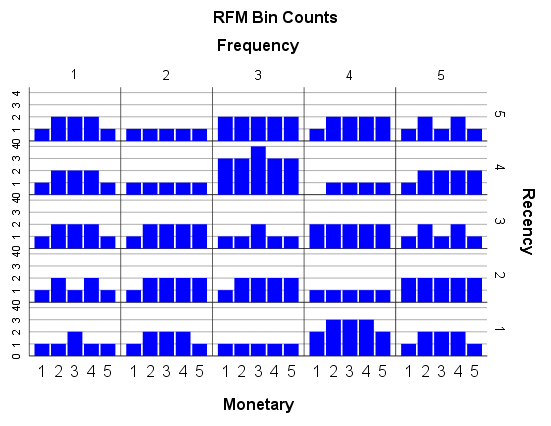 RFM Bin Counts
Frequency
1 2 3 4 5
0 1 2 3 4 0 1 2 3 4 0 1 2 3 4 0 1 2 3 4 0 1 2 3 4
5
4
3
2
1
Recency
1 2 3 4 5 1 2 3 4 5 1 2 3 4 5 1 2 3 4 5 1 2 3 4 5
Monetary